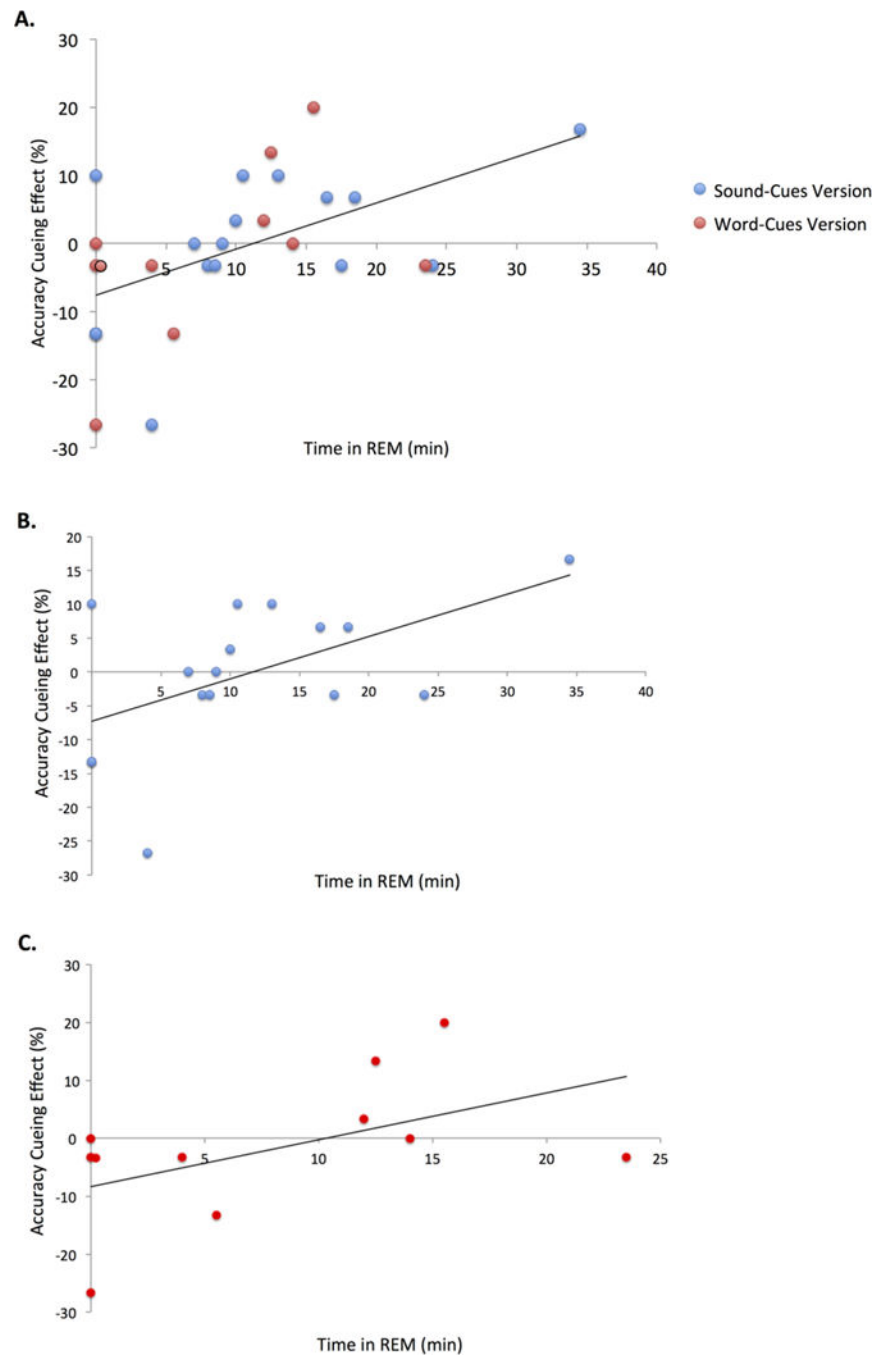 A.
30
20
10
0
-10
-20
-30
5 10 15 20 25 30 35 40
Accuracy Cueing Effect (%)
Time in REM (min)
Sound-Cues Version
Word-Cues Version
B.
20
15
10
5
0
-5
-10
-15
-20
-25
-30
5 10 15 20 25 30 35 40
Accuracy Cueing Effect (%)
Time in REM (min)
C.
30
20
10
0
-10
-20
-30
5 10 15 20 25
Accuracy Cueing Effect (%)
Time in REM (min)